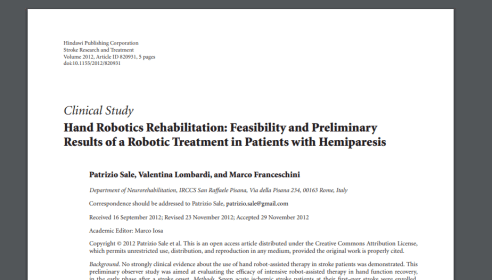 Hindawi Publishing Corporation
Stroke Research and Treatment
Volume 2012, Article ID 820931, 5 pages
doi:10.1155/2012/820931
Clinical Study
Hand Robotics Rehabilitation: Feasibility and Preliminary
Results of a Robotic Treatment in Patients with Hemiparesis
Patrizio Sale, Valentina Lombardi, and Marco Franceschini
Department of Neurorehabilitation, IRCCS San Raffaele Pisana, Via della Pisana 234, 00163 Rome, Italy
Correspondence should be addressed to Patrizio Sale, patrizio.sale@gmail.com
Received 16 September 2012; Revised 23 November 2012; Accepted 29 November 2012
Academic Editor: Marco Iosa
Copyright © 2012 Patrizio Sale et al. This is an open access article distributed under the Creative Commons Attribution License,
which permits unrestricted use, distribution, and reproduction in any medium, provided the original work is properly cited.
Background. No strongly clinical evidence about the use of hand robot-assisted therapy in stroke patients was demonstrated. This
preliminary observer study was aimed at evaluating the efficacy of intensive robot-assisted therapy in hand function recovery,
in the early phase after a stroke onset. Methods. Seven acute ischemic stroke patients at their first-ever stroke were enrolled.